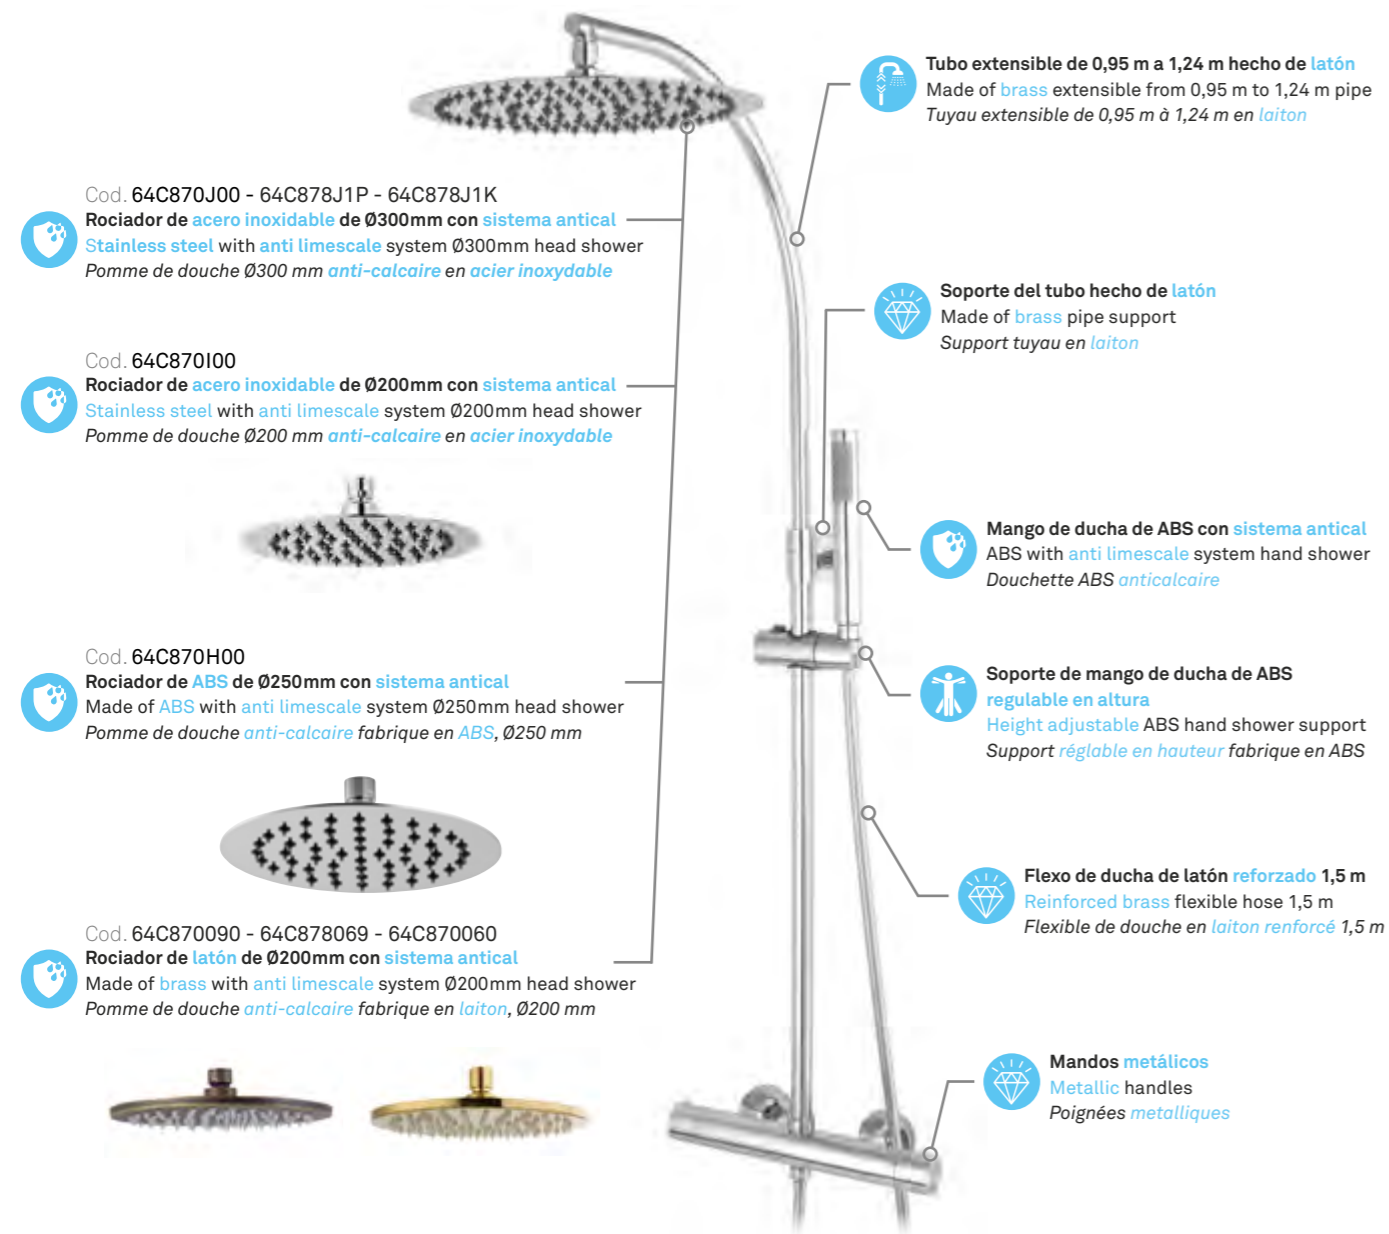 Cod. 64C870J00 - 64C878J1P - 64C878J1K
Rociador de acero inoxidable de Ø300mm con sistema antical
Stainless steel with anti limescale system Ø300mm head shower
Pomme de douche Ø300 mm anti-calcaire en acier inoxydable
Cod. 64C870I00
Rociador de acero inoxidable de Ø200mm con sistema antical
Stainless steel with anti limescale system Ø200mm head shower
Pomme de douche Ø200 mm anti-calcaire en acier inoxydable
Cod. 64C870H00
Rociador de ABS de Ø250mm con sistema antical
Made of ABS with anti limescale system Ø250mm head shower
Pomme de douche anti-calcaire fabrique en ABS, Ø250 mm
Cod. 64C870090 - 64C878069 - 64C870060
Rociador de latón de Ø200mm con sistema antical
Made of brass with anti limescale system Ø200mm head shower
Pomme de douche anti-calcaire fabrique en laiton, Ø200 mm
Tubo extensible de 0,95 m a 1,24 m hecho de latón
Made of brass extensible from 0,95 m to 1,24 m pipe
Tuyau extensible de 0,95 m à 1,24 m en laiton
Soporte del tubo hecho de latón
Made of brass pipe support
Support tuyau en laiton
Mango de ducha de ABS con sistema antical
ABS with anti limescale system hand shower
Douchette ABS anticalcaire
Soporte de mango de ducha de ABS
regulable en altura
Height adjustable ABS hand shower support
Support réglable en hauteur fabrique en ABS
Flexo de ducha de latón reforzado 1,5 m
Reinforced brass flexible hose 1,5 m
Flexible de douche en laiton renforcé 1,5 m
Mandos metálicos
Metallic handles
Poignées metalliques